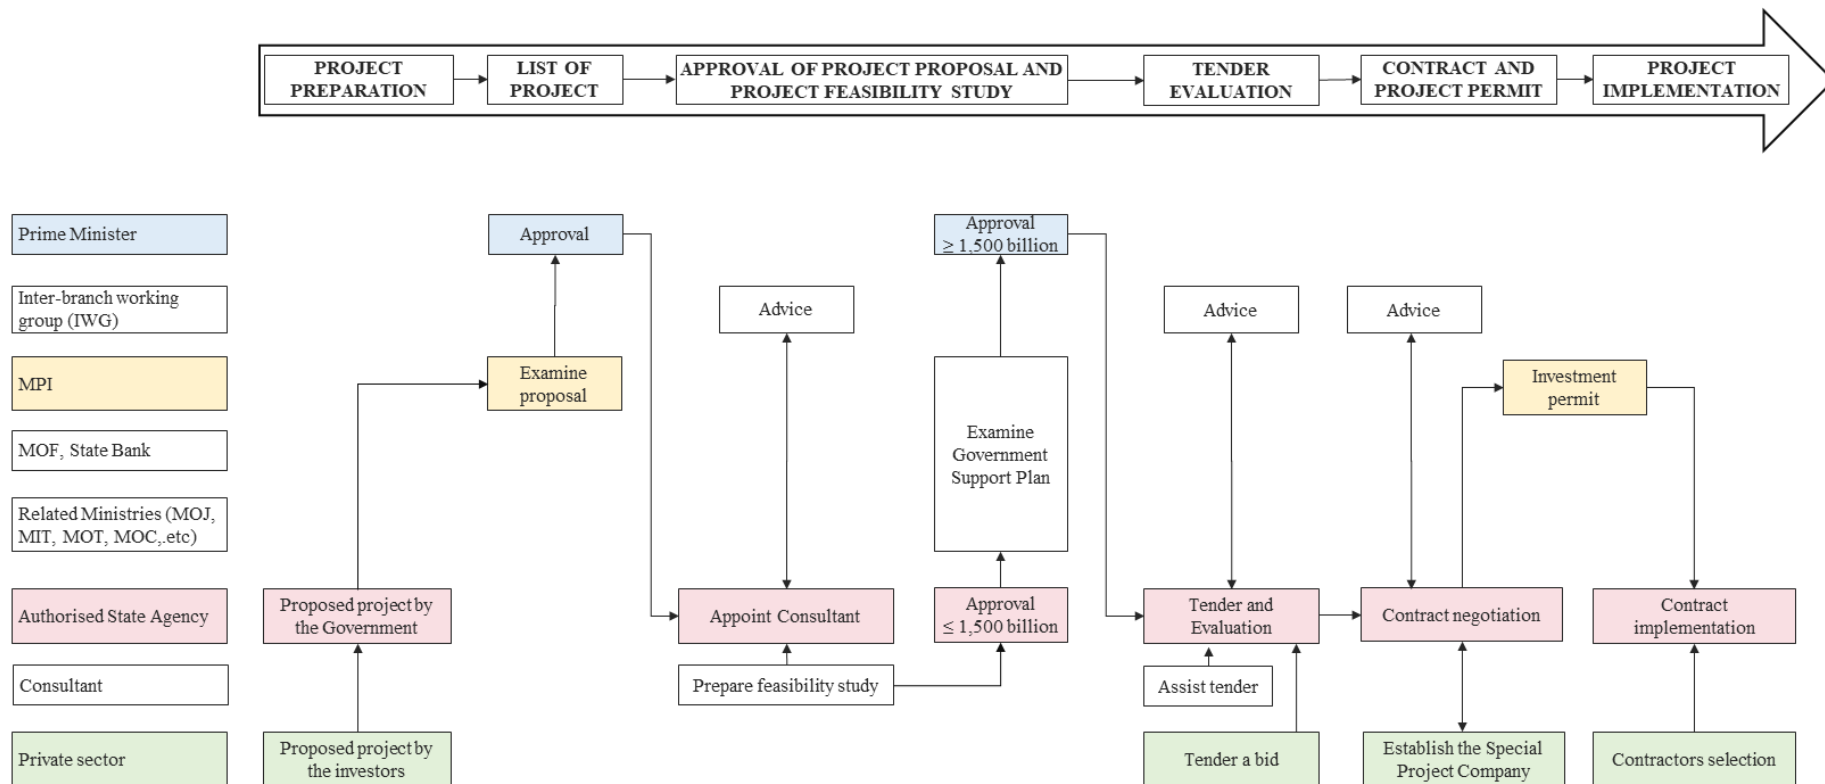 PROJECT
PREPARATION
LIST OF
PROJECT
APPROVAL OF PROJECT PROPOSAL AND
PROJECT FEASIBILITY STUDY
TENDER
EVALUATION
CONTRACT AND
PROJECT PERMIT
PROJECT
IMPLEMENTATION
Prime Minister
Approval
Approval
≥ 1,500 billion
Inter-branch working
group (IWG)
Advice
Advice
Advice
MPI
Examine
proposal
Investment
permit
MOF, State Bank
Examine
Government
Support Plan
Related Ministries (MOJ,
MIT, MOT, MOC,.etc)
Authorised State Agency
Proposed project by
the Government
Appoint Consultant
Approval
≤ 1,500 billion
Tender and
Evaluation
Contract negotiation
Contract
implementation
Consultant
Prepare feasibility study
Assist tender
Private sector
Proposed project by
the investors
Tender a bid
Establish the Special
Project Company
Contractors selection